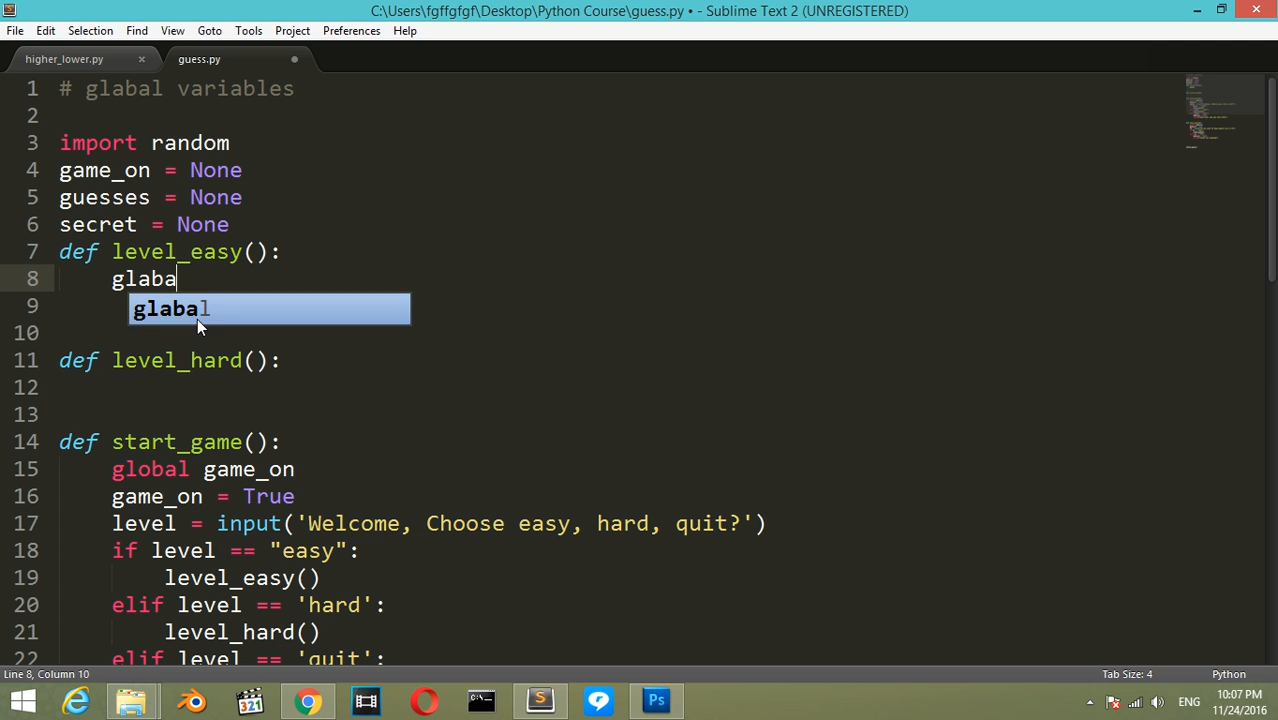 C:\Users\fgffgfgf\Desktop\Python Course\guess.py • - Sublime Text 2 (UNREGISTERED)
File Edit Selection Find View Goto Tools Project Preferences Help
higher_lower.py guess.py
1 # glabal variables
2
3 import random
4 game_on = None
5 guesses = None
6 secret = None
7 def level_easy():
8 glaba
glabal
9
10
11 def level_hard():
12
13
14 def start_game():
15 global game_on
16 game_on = True
17 level = input('Welcome, Choose easy, hard, quit?')
18 if level == "easy":
19 level_easy()
20 elif level == 'hard':
21 level_hard()
22 elif level == 'quit':
Line 8, Column 10 Tab Size: 4 Python
321 S Ps ENG 10:07 PM
11/24/2016